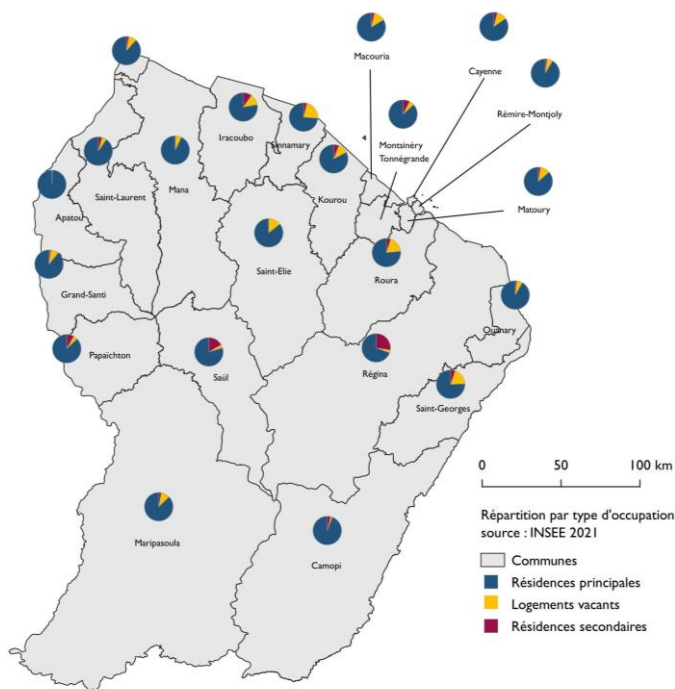 Macouria
Cayenne
Rémire-Montjoly
Iracoubo
Sinnamary
Montsinéry
Tonnégrande
Saint-Laurent
Mana
Kourou
Matoury
Apatou
Saint-Elie
Roura
Grand-Santi
Ouanary
Papaïchton
Saül
Régina
Saint-Georges
0 50 100 km
Répartition par type d'occupation
source : INSEE 2021
Maripasoula
Camopi
Communes
Résidences principales
Logements vacants
Résidences secondaires